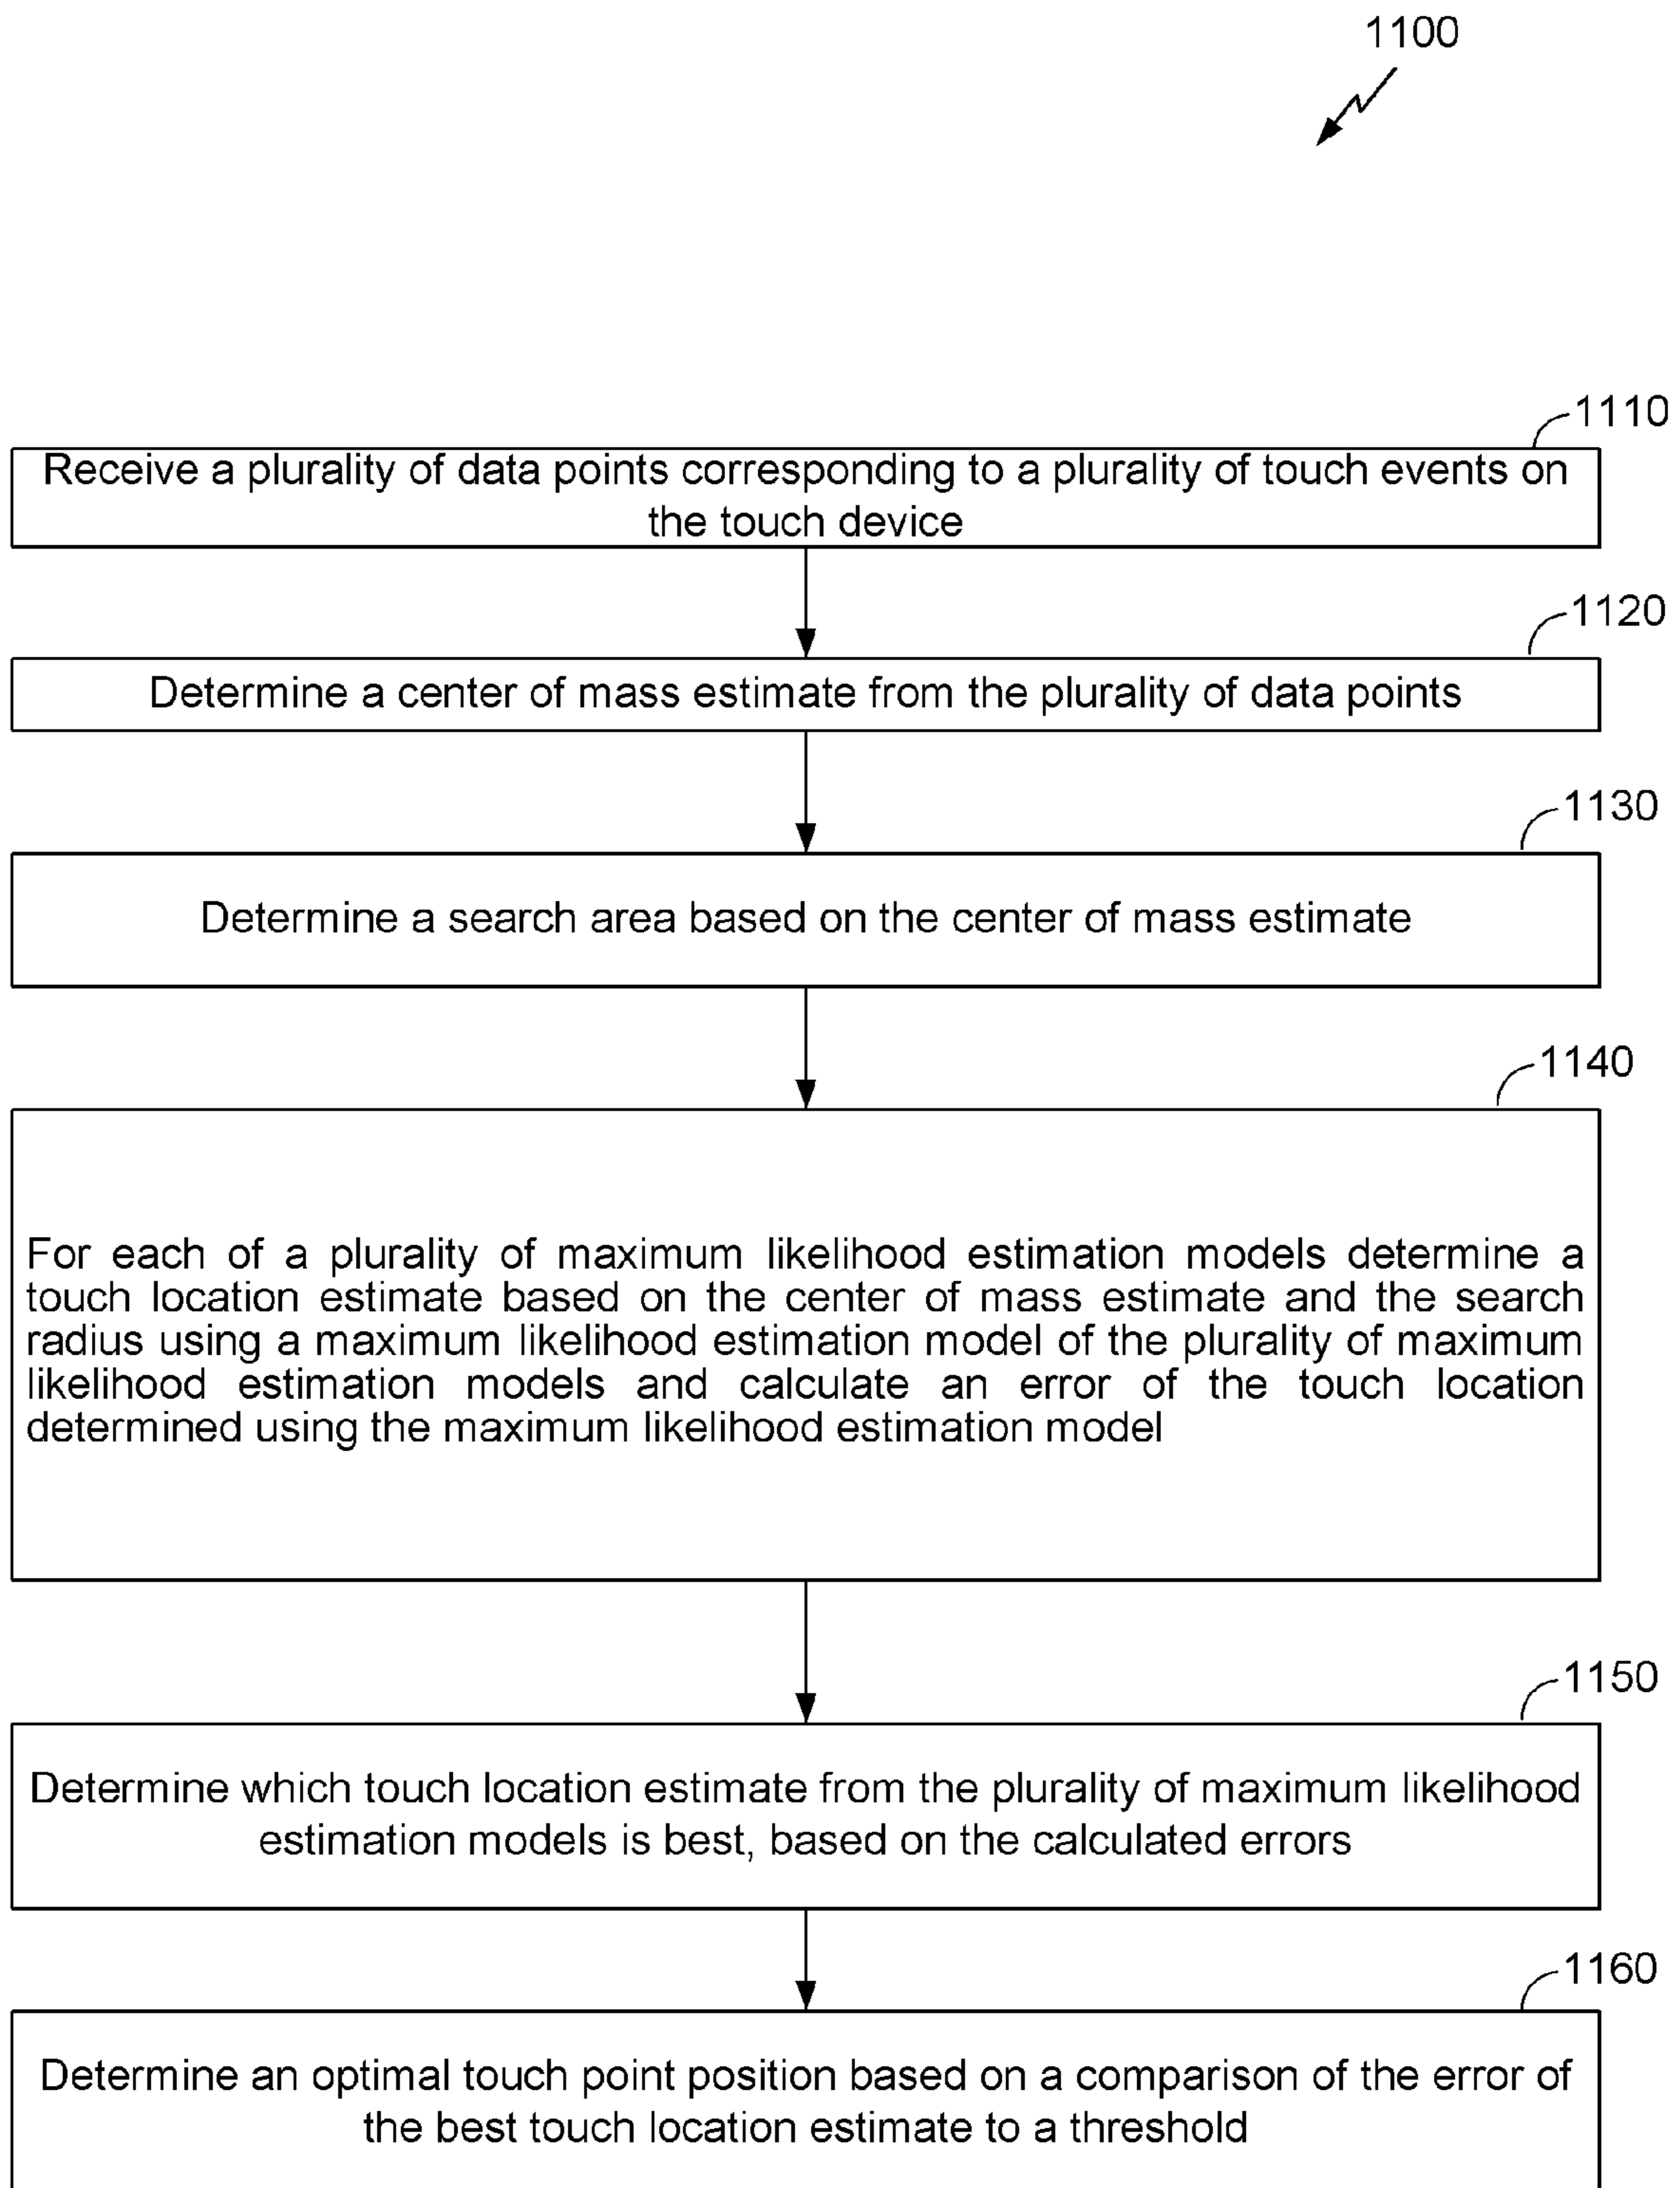 1100
1110
Receive a plurality of data points corresponding to a plurality of touch events on
the touch device
1120
Determine a center of mass estimate from the plurality of data points
1130
Determine a search area based on the center of mass estimate
1140
For each of a plurality of maximum likelihood estimation models determine a
touch location estimate based on the center of mass estimate and the search
radius using a maximum likelihood estimation model of the plurality of maximum
likelihood estimation models and calculate an error of the touch location
determined using the maximum likelihood estimation model
1150
Determine which touch location estimate from the plurality of maximum likelihood
estimation models is best, based on the calculated errors
1160
Determine an optimal touch point position based on a comparison of the error of
the best touch location estimate to a threshold